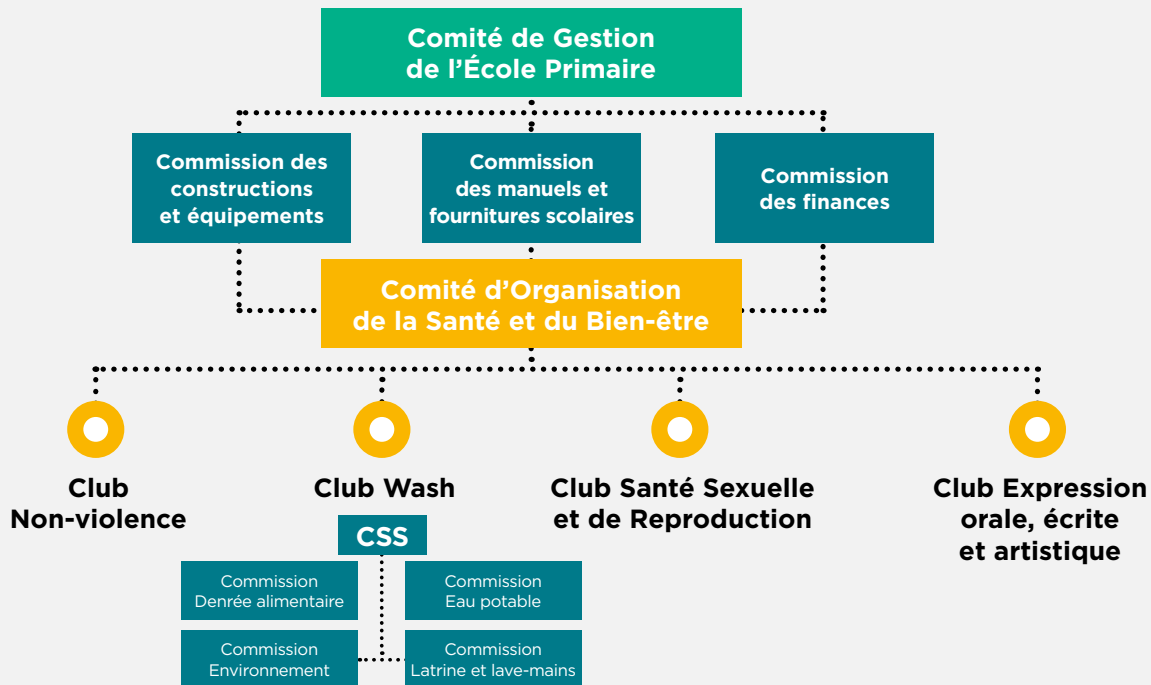 Comité de Gestion
de l’École Primaire
Commission des
constructions
et équipements
Commission
des manuels et
fournitures scolaires
Commission
des finances
Comité d’Organisation
de la Santé et du Bien-être
Club
Non-violence
Club Wash
Club Santé Sexuelle
et de Reproduction
Club Expression
orale, écrite
et artistique
CSS
Commission
Denrée alimentaire
Commission
Eau potable
Commission
Environnement
Commission
Latrine et lave-mains